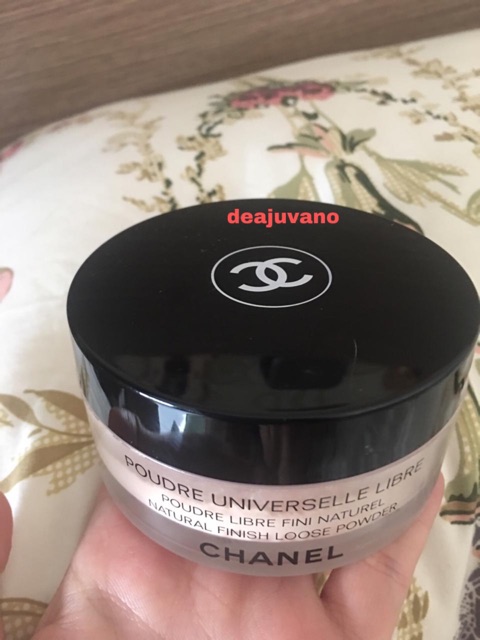 deajuvano
POUDRE UNIVERSELLE LIBRE
POUDRE LIBRE FINI NATUREL
NATURAL FINISH LOOSE POWDER
CHANEL